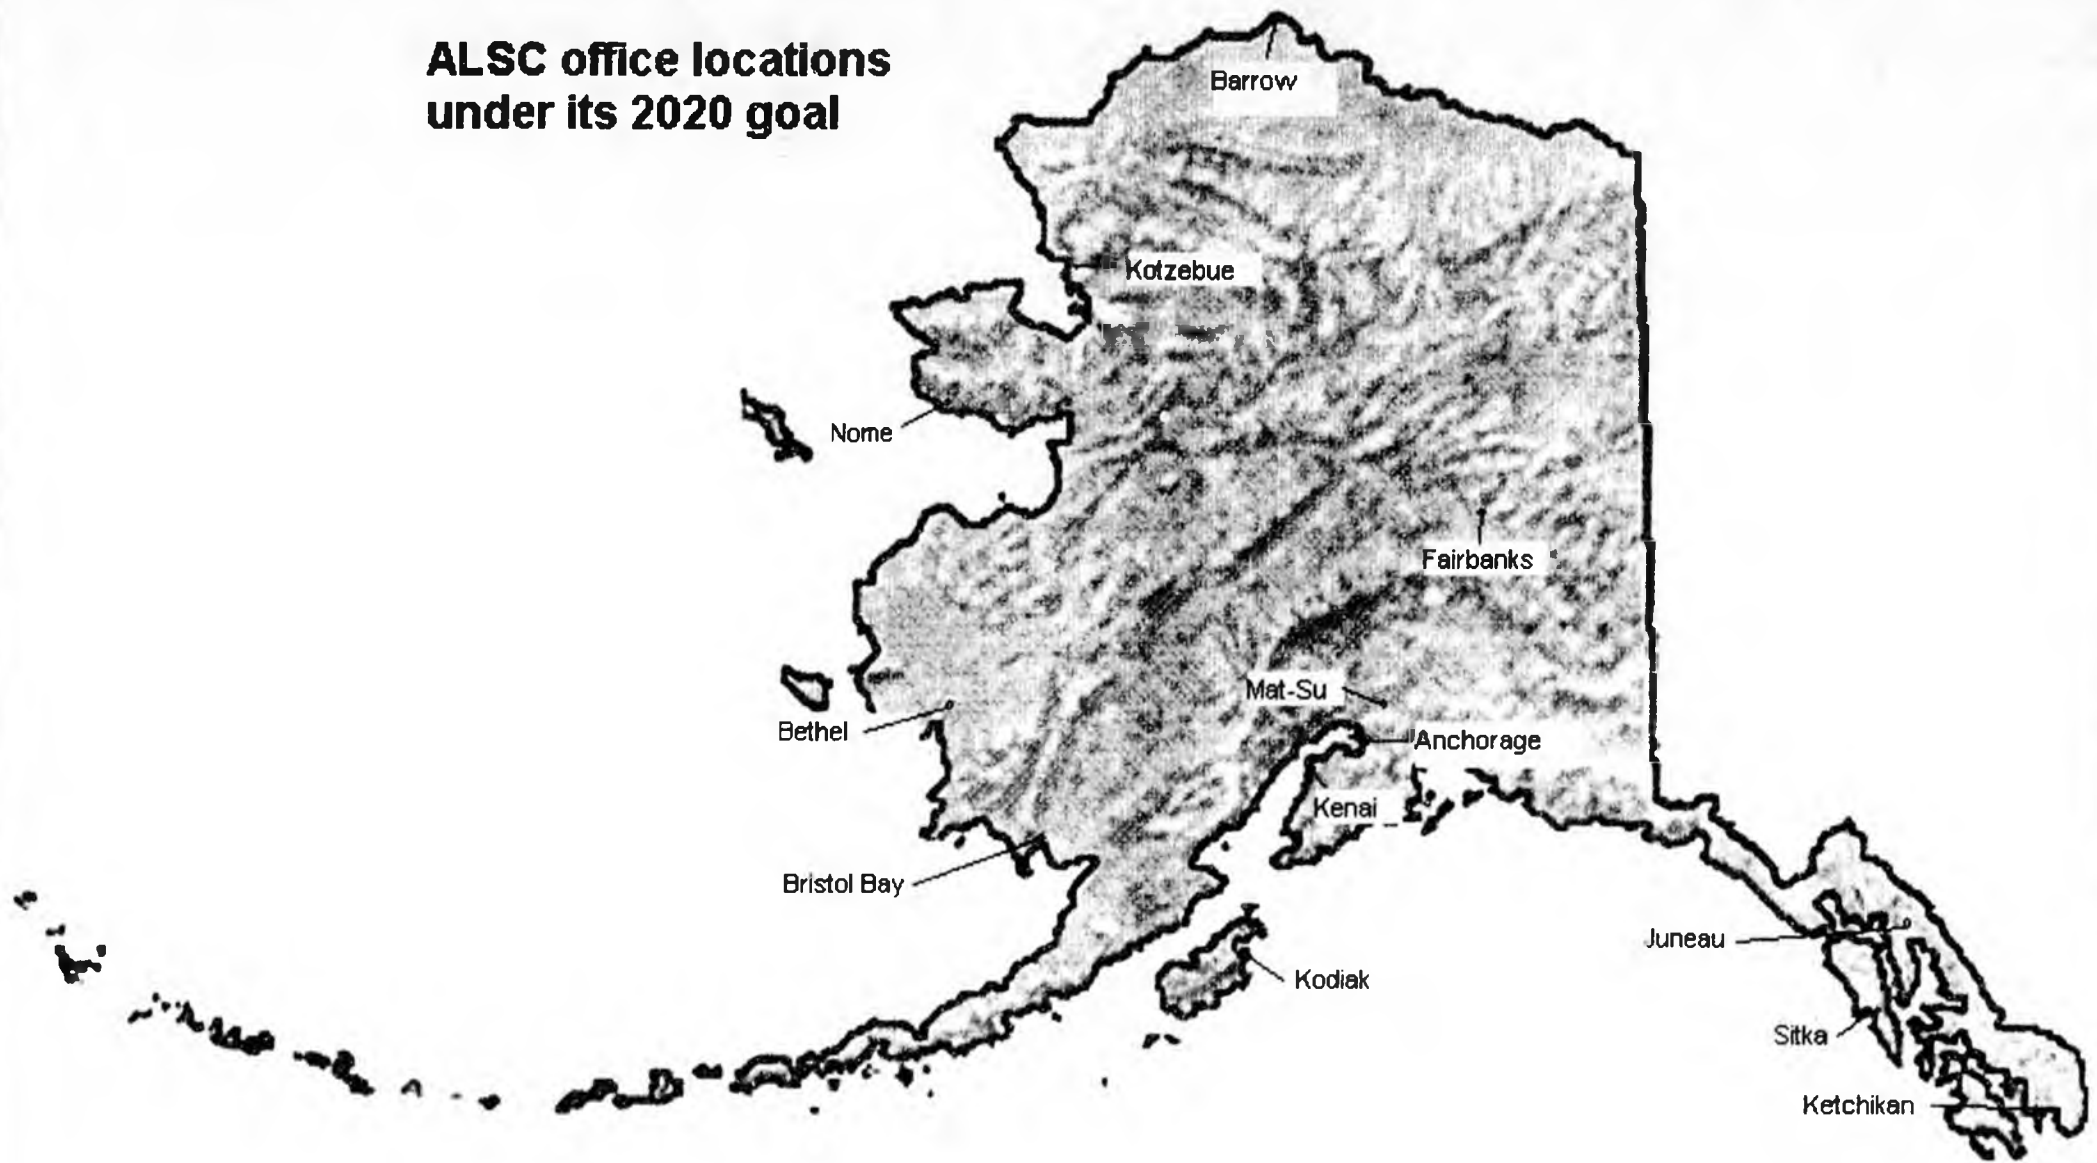 ALSC office locations
under its 2020 goal
Barrow
Kotzebue
Nome
Fairbanks
Mat-Su
Bethel
Anchorage
Kenai
Bristol Bay
Juneau
Kodiak
Sitka
Ketchikan